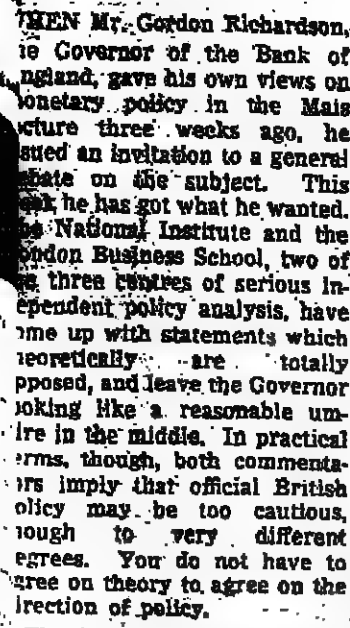 WHEN Mr. Gordon Richardson,
the Governor of the Bank of
England, gave his own views on
monetary policy in the Mais
lecture three weeks ago, he
issued an invitation to a general
debate on the subject. This
week he has got what he wanted.
The National Institute and the
London Business School, two of
the three centres of serious in-
dependent policy analysis, have
come up with statements which
theoretically are totally
opposed, and leave the Governor
looking like a reasonable um-
pire in the middle. In practical
terms, though, both commenta-
tors imply that official British
policy may be too cautious,
though to very different
degrees. You do not have to
agree on theory to agree on the
direction of policy.